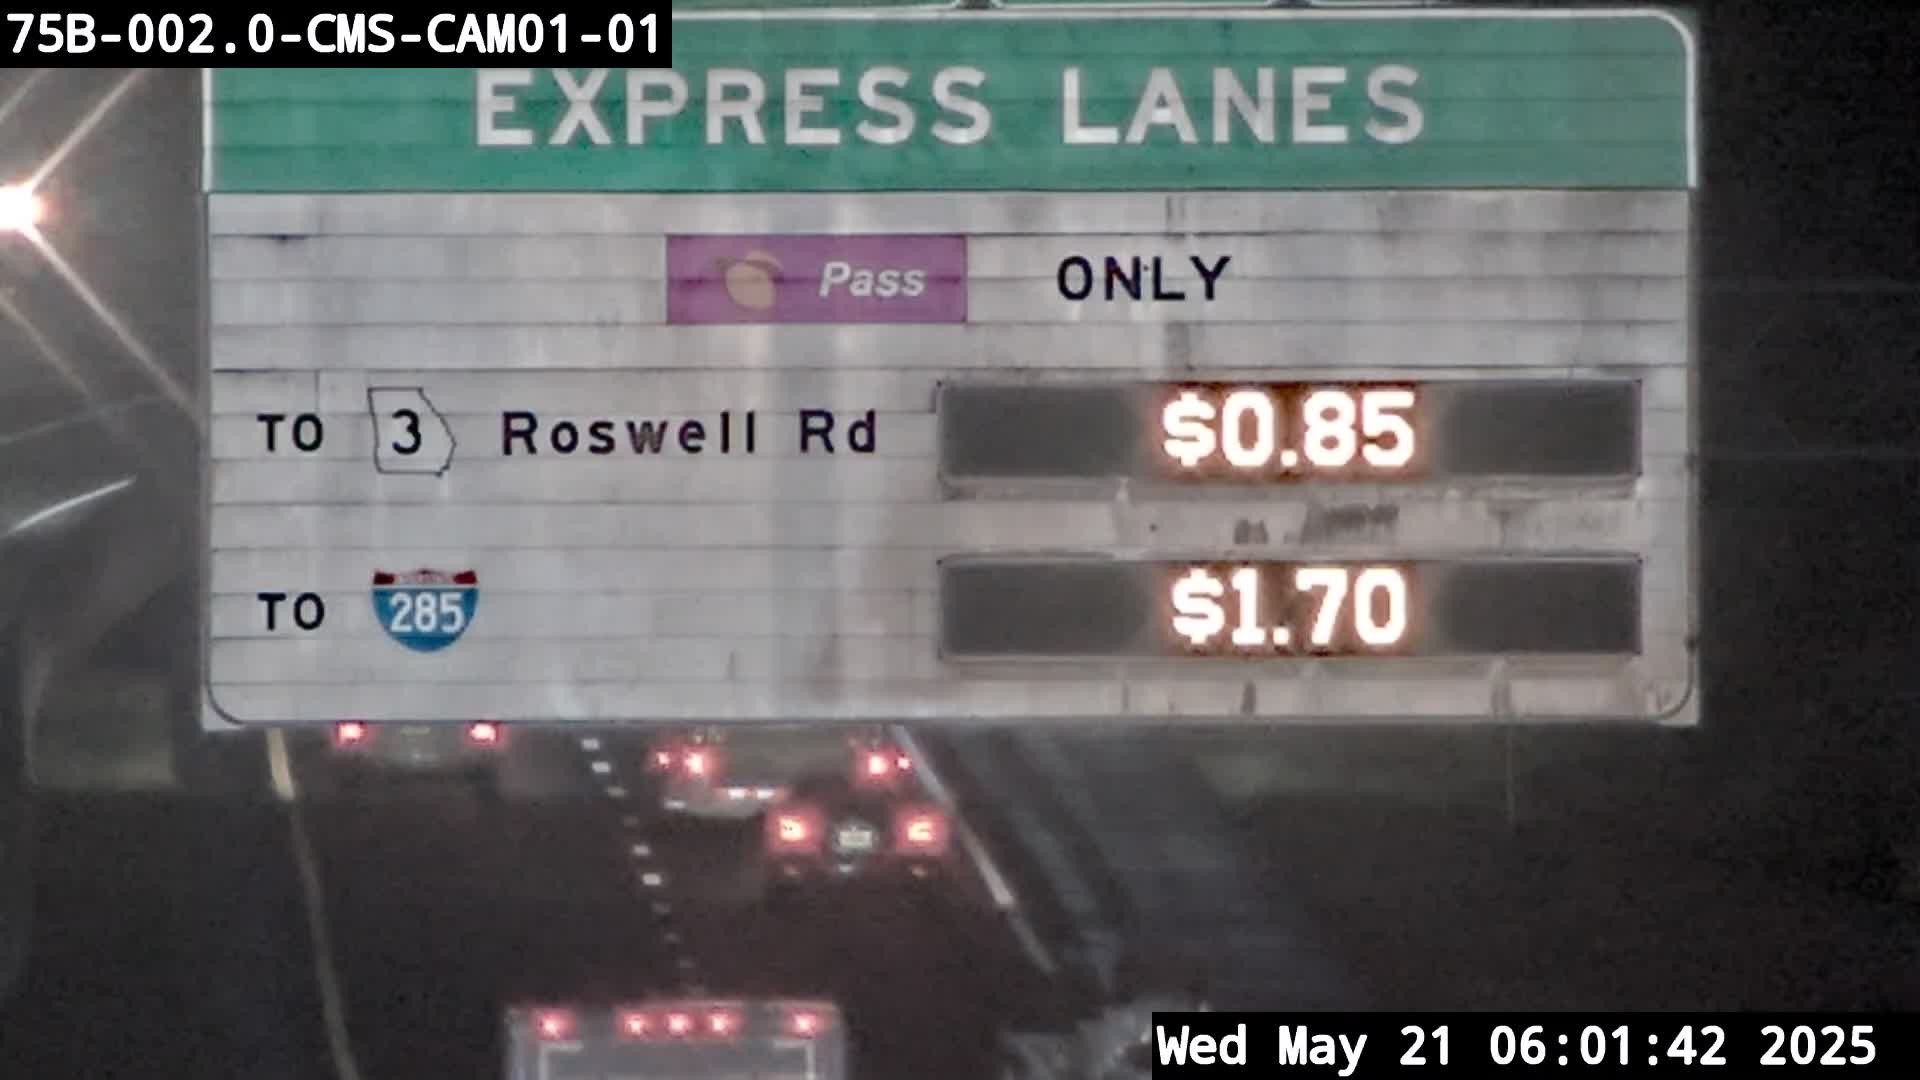 75B-002.0-CMS-CAM01-01
EXPRESS LANES
Pass ONLY
TO 3 Roswell Rd $0.85
TO 285 $1.70
Wed May 21 06:01:42 2025